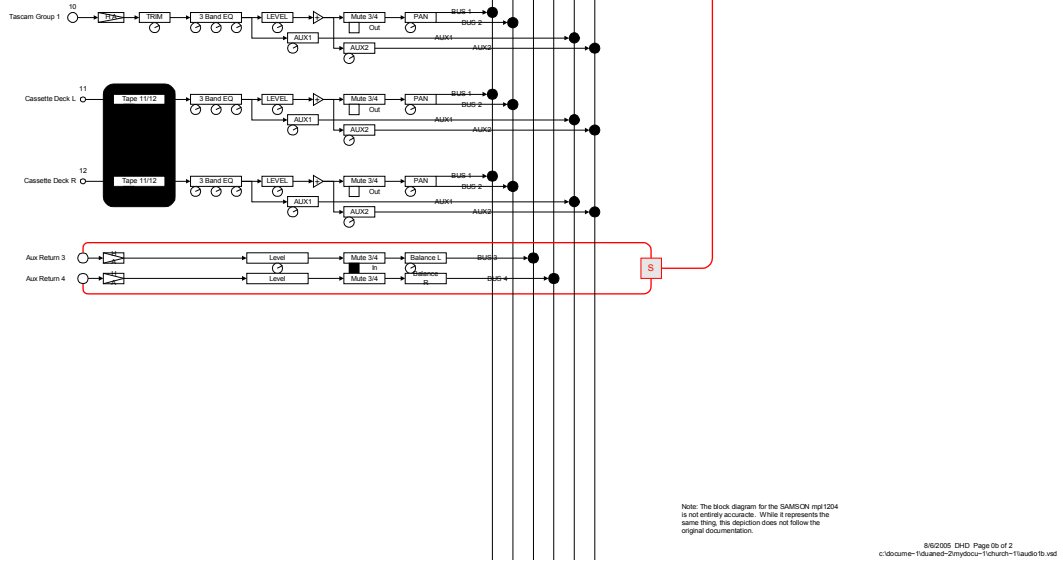 10
Tascam Group 1 H A TRIM 3 Band EQ LEVEL + Mute 3/4 PAN BUS 1
Out BUS 2
AUX1 AUX1
AUX2 AUX2
11
Cassette Deck L Tape 11/12 3 Band EQ LEVEL + Mute 3/4 PAN BUS 1
Out BUS 2
AUX1 AUX1
AUX2 AUX2
12
Cassette Deck R Tape 11/12 3 Band EQ LEVEL + Mute 3/4 PAN BUS 1
Out BUS 2
AUX1 AUX1
AUX2 AUX2
Aux Return 3 H A Level Mute 3/4 Balance L BUS 3
In
S
Aux Return 4 H A Level Mute 3/4 Balance R BUS 4
Note: The block diagram for the SAMSON mpl1204
is not entirely accuracte. While it represents the
same thing, this depiction does not follow the
original documentation.
8/6/2005 DHD Page 0b of 2
c:\docume~1\duaned~2\mydocu~1\church~1\audio1b.vsd